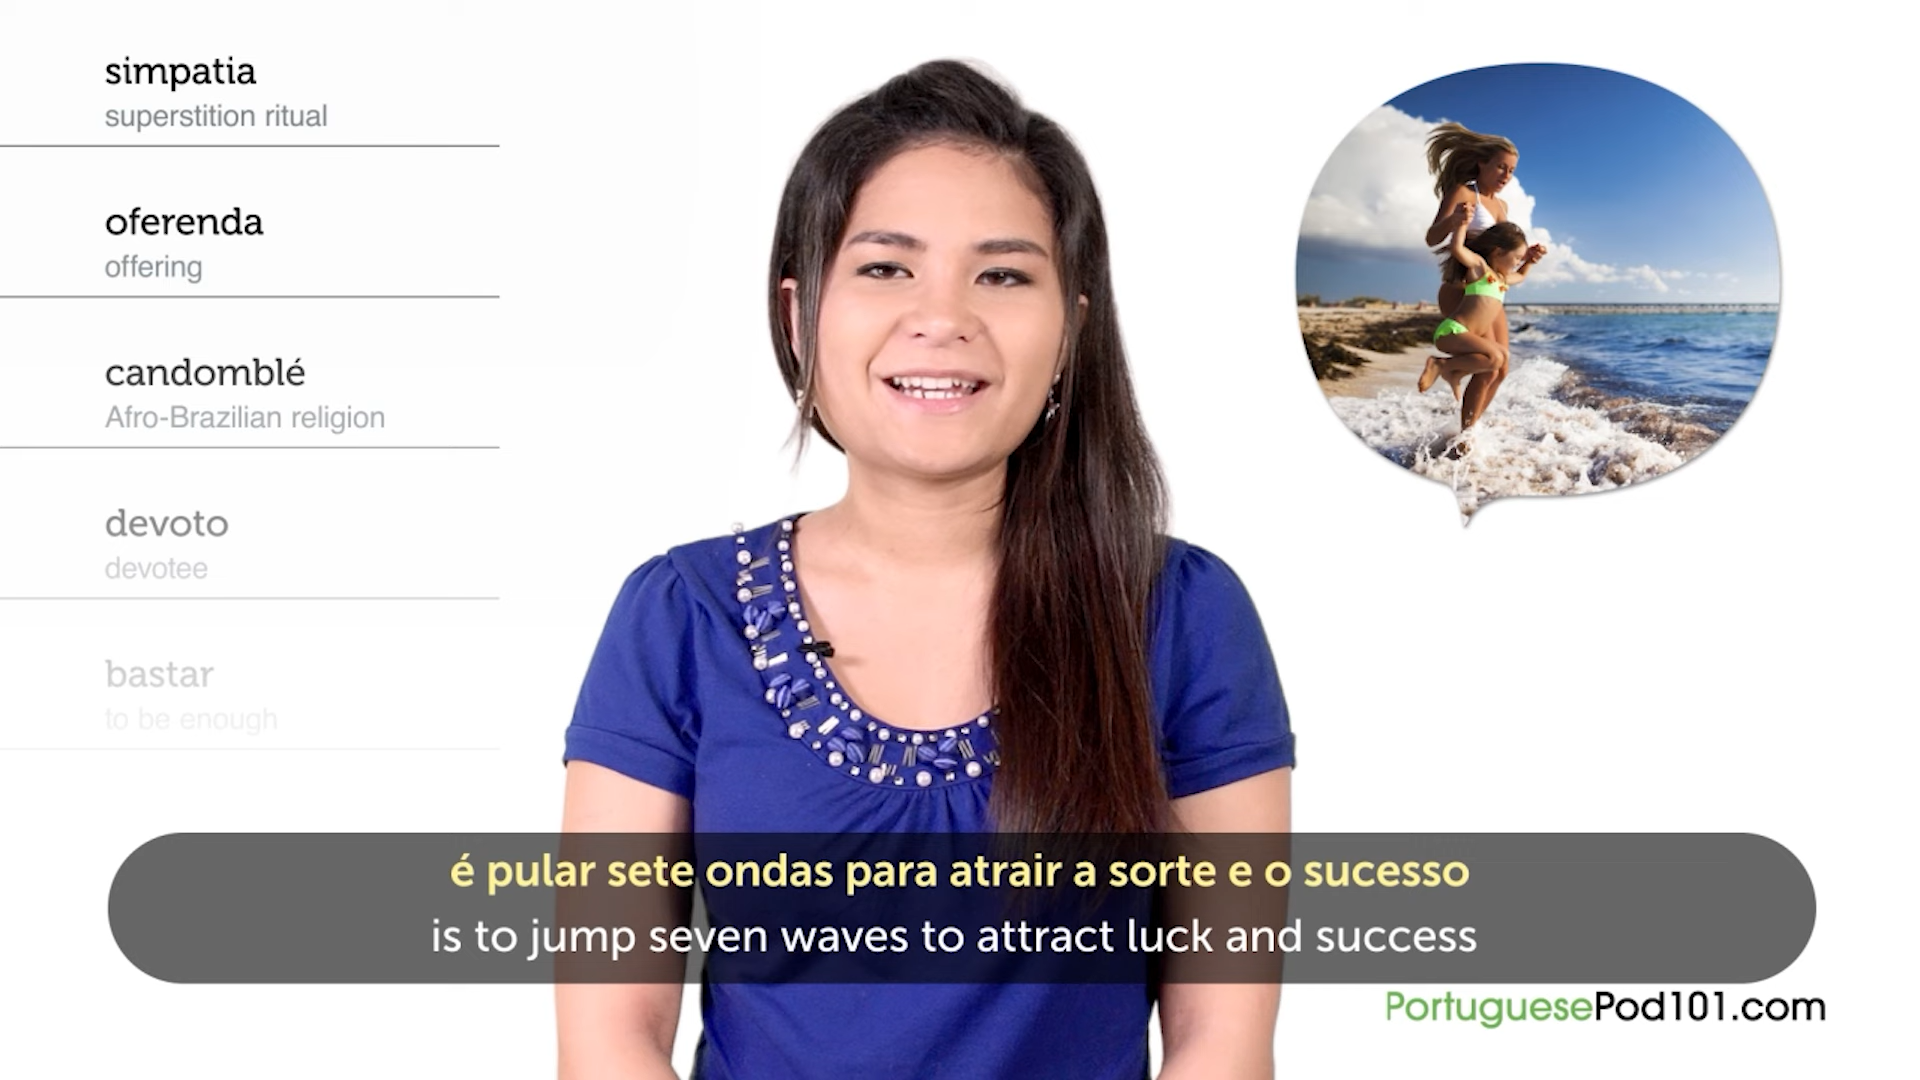 simpatia
superstition ritual
oferenda
offering
candomblé
Afro-Brazilian religion
devoto
devotee
bastar
to be enough
é pular sete ondas para atrair a sorte e o sucesso
is to jump seven waves to attract luck and success
PortuguesePod101.com